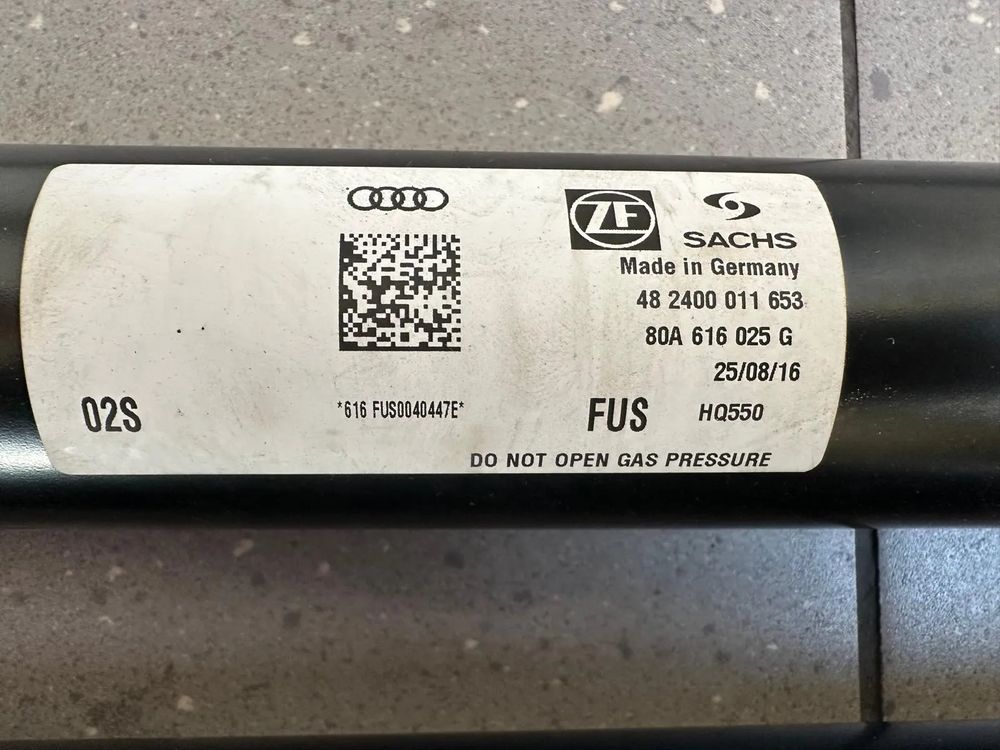 ZF
SACHS
Made in Germany
48 2400 011 653
80A 616 025 G
25/08/16
02S
*616 FUS0040447E*
FUS
HQ550
DO NOT OPEN GAS PRESSURE